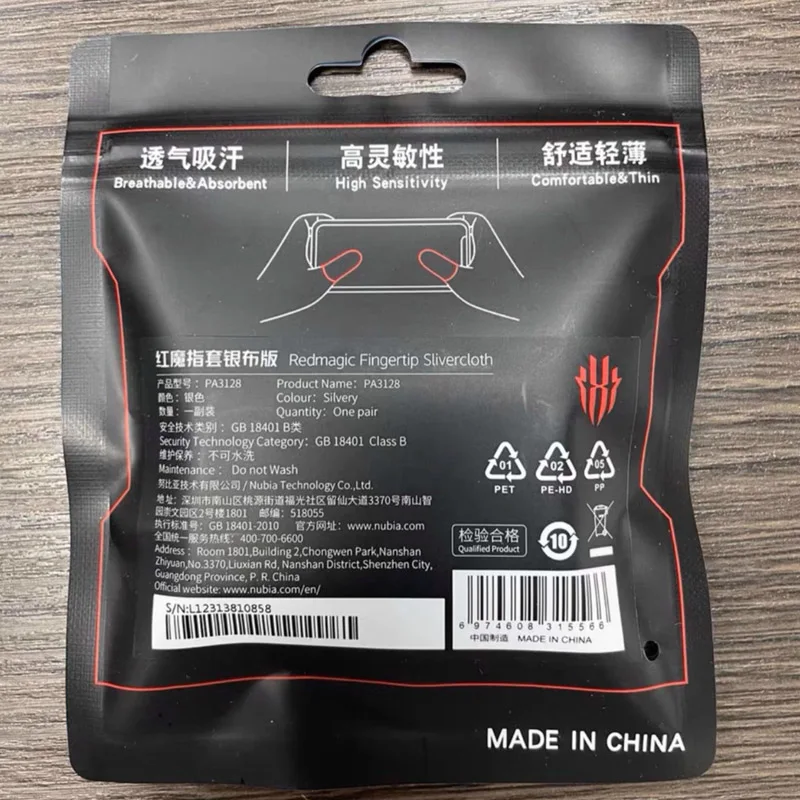 透气吸汗 高灵敏性 舒适轻薄
Breathable&Absorbent High Sensitivity Comfortable&Thin
红魔指套银布版 Redmagic Fingertip Slivercloth
产品型号：PA3128 Product Name：PA3128
颜色：银色 Colour：Silvery
数量：一副装 Quantity：One pair
安全技术类别：GB 18401 B类
Security Technology Category：GB 18401 Class B
维护保养：不可水洗
Maintenance：Do not Wash
努比亚技术有限公司 / Nubia Technology Co.,Ltd.
地址：深圳市南山区桃源街道福光社区留仙大道3370号南山智
园崇文园区2号楼1801 邮编：518055
执行标准号：GB 18401-2010 官方网址：www.nubia.com
全国统一服务热线：400-700-6600
Address：Room 1801,Building 2,Chongwen Park,Nanshan
Zhiyuan,No.3370,Liuxian Rd, Nanshan District,Shenzhen City,
Guangdong Province, P. R. China
Official website: www.nubia.com/en/
01 02 05
PET PE-HD PP
检验合格
Qualified Product
10
S/N:L12313810858
6 974608 315566
中国制造 MADE IN CHINA
MADE IN CHINA